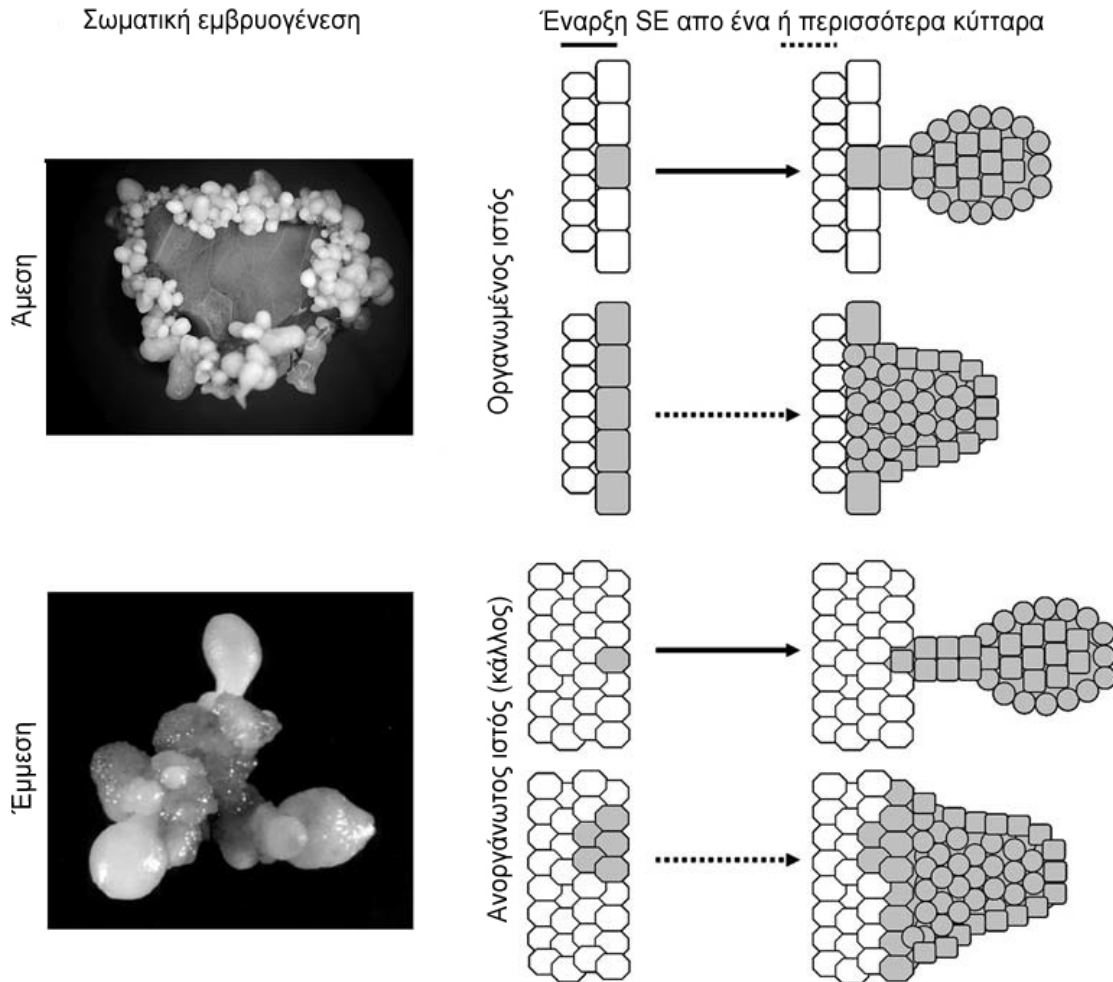 Σωματική εμβρυογένεση
Έναρξη SE απο ένα ή περισσότερα κύτταρα
Άμεση
Οργανωμένος ιστός
Έμμεση
Ανοργάνωτος ιστός (κάλλος)